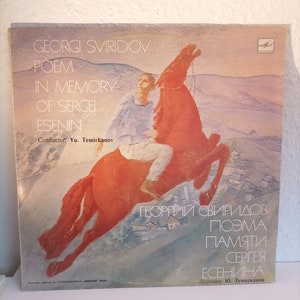 GEORGI SVIRIDOV
POEM
IN MEMORY
OF SERGEI
ESENIN
Conductor: Yu. Temirkanov
ГЕОРГИЙ СВИРИДОВ
ПОЭМА
ПАМЯТИ
СЕРГЕЯ
ЕСЕНИНА
Дирижер Ю. Темирканов